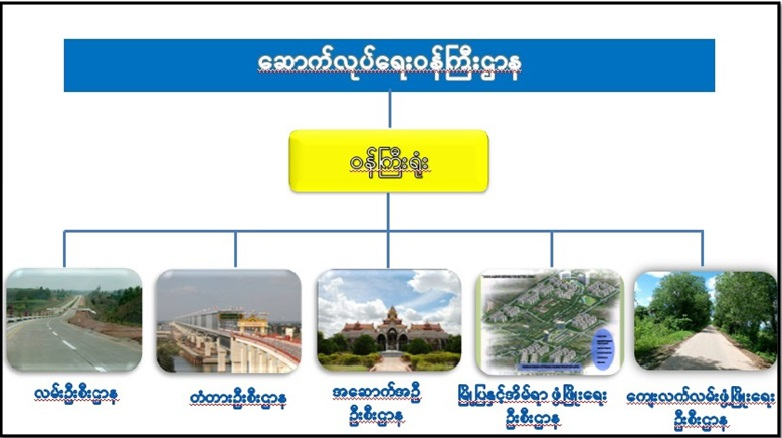 ဆောက်လုပ်ရေးဝန်ကြီးဌာန
ဝန်ကြီးရုံး
လမ်းဦးစီးဌာန
တံတားဦးစီးဌာန
အဆောက်အဦ
ဦးစီးဌာန
မြို့ပြနှင့်အိမ်ရာ ဖွံ့ဖြိုးရေး
ဦးစီးဌာန
ကျေးလက်လမ်းဖွံ့ဖြိုးရေး
ဦးစီးဌာန